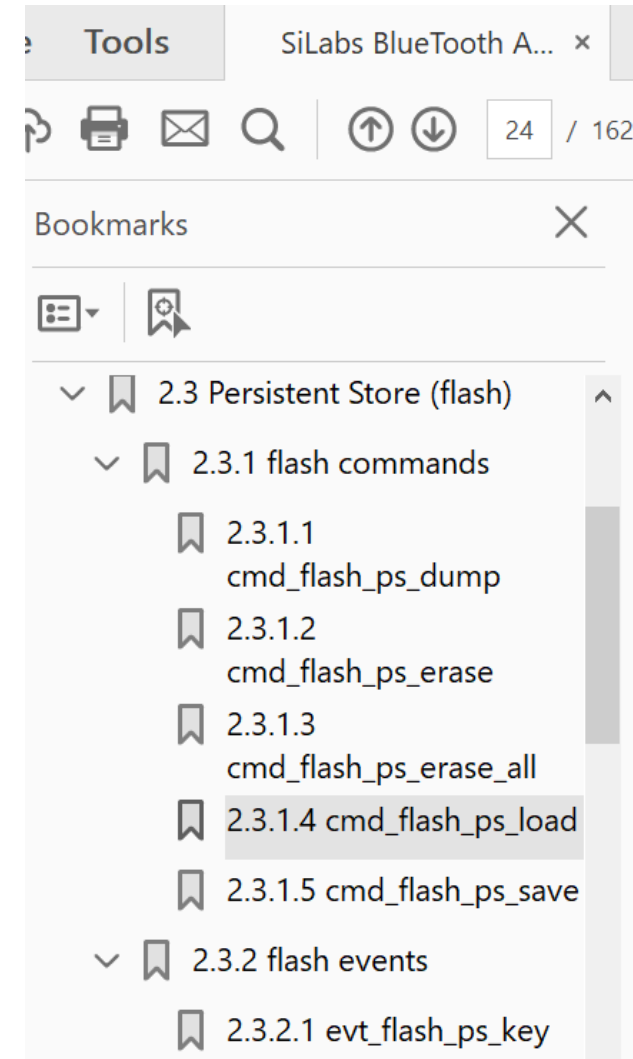 Tools
SiLabs BlueTooth A... ×
24 / 162
Bookmarks
2.3 Persistent Store (flash)
2.3.1 flash commands
2.3.1.1
cmd_flash_ps_dump
2.3.1.2
cmd_flash_ps_erase
2.3.1.3
cmd_flash_ps_erase_all
2.3.1.4 cmd_flash_ps_load
2.3.1.5 cmd_flash_ps_save
2.3.2 flash events
2.3.2.1 evt_flash_ps_key